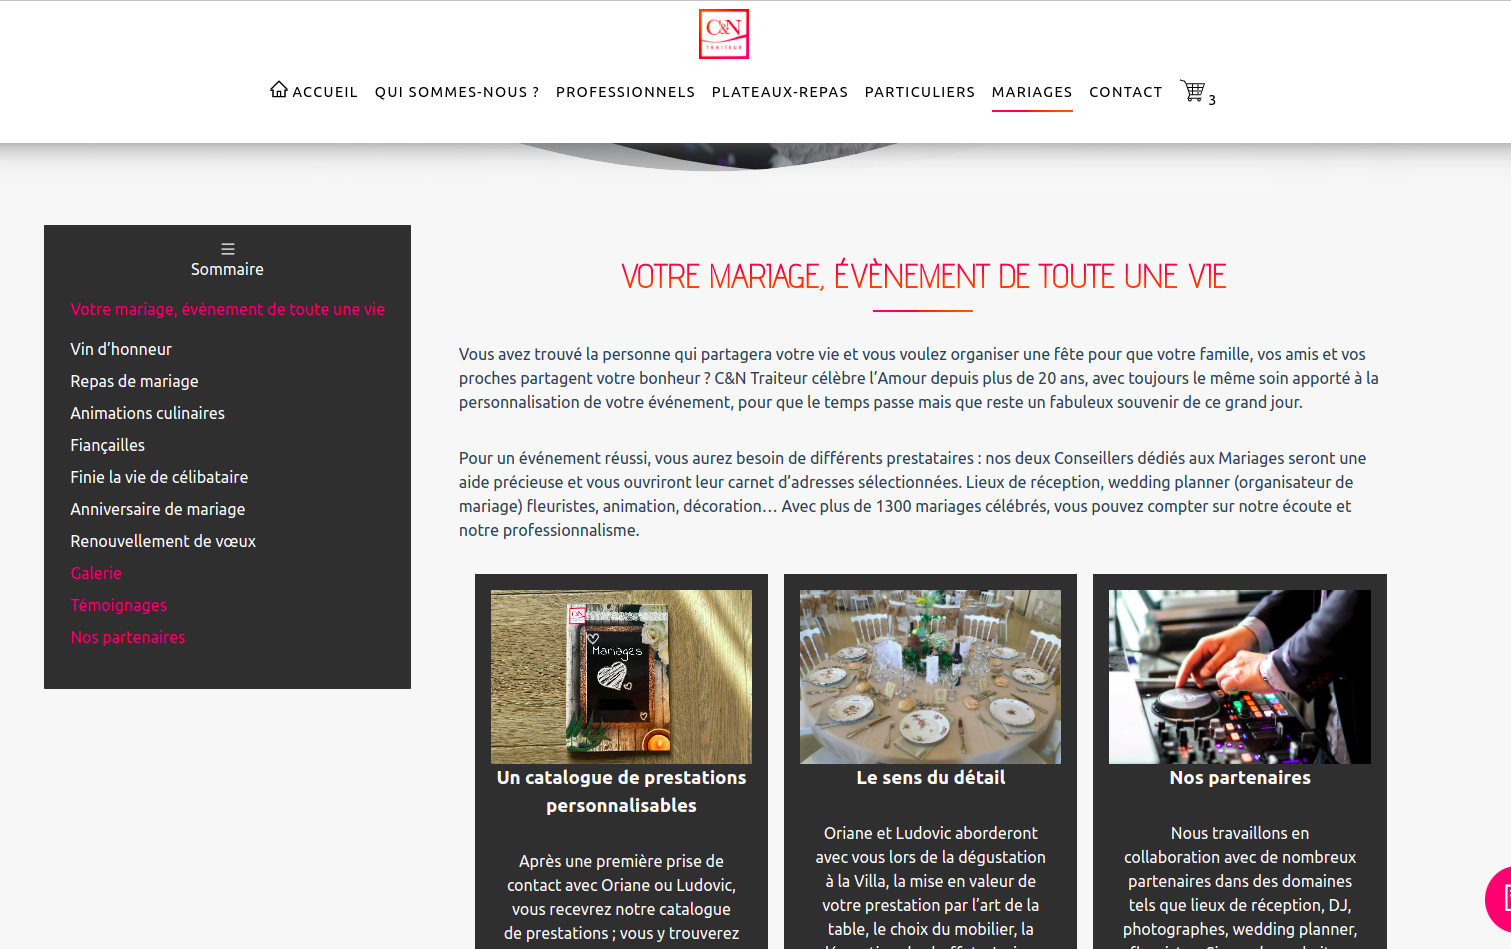 C&N
TRAITEUR
ACCUEIL QUI SOMMES-NOUS ? PROFESSIONNELS PLATEAUX-REPAS PARTICULIERS MARIAGES CONTACT 3
Sommaire
Votre mariage, évènement de toute une vie
Vin d’honneur
Repas de mariage
Animations culinaires
Fiançailles
Finie la vie de célibataire
Anniversaire de mariage
Renouvellement de vœux
Galerie
Témoignages
Nos partenaires
VOTRE MARIAGE, ÉVÈNEMENT DE TOUTE UNE VIE
Vous avez trouvé la personne qui partagera votre vie et vous voulez organiser une fête pour que votre famille, vos amis et vos
proches partagent votre bonheur ? C&N Traiteur célèbre l’Amour depuis plus de 20 ans, avec toujours le même soin apporté à la
personnalisation de votre événement, pour que le temps passe mais que reste un fabuleux souvenir de ce grand jour.
Pour un événement réussi, vous aurez besoin de différents prestataires : nos deux Conseillers dédiés aux Mariages seront une
aide précieuse et vous ouvriront leur carnet d’adresses sélectionnées. Lieux de réception, wedding planner (organisateur de
mariage) fleuristes, animation, décoration… Avec plus de 1300 mariages célébrés, vous pouvez compter sur notre écoute et
notre professionnalisme.
C&N
Mariages
Un catalogue de prestations
personnalisables
Après une première prise de
contact avec Oriane ou Ludovic,
vous recevrez notre catalogue
de prestations ; vous y trouverez
Le sens du détail
Oriane et Ludovic aborderont
avec vous lors de la dégustation
à la Villa, la mise en valeur de
votre prestation par l’art de la
table, le choix du mobilier, la
Nos partenaires
Nous travaillons en
collaboration avec de nombreux
partenaires dans des domaines
tels que lieux de réception, DJ,
photographes, wedding planner,